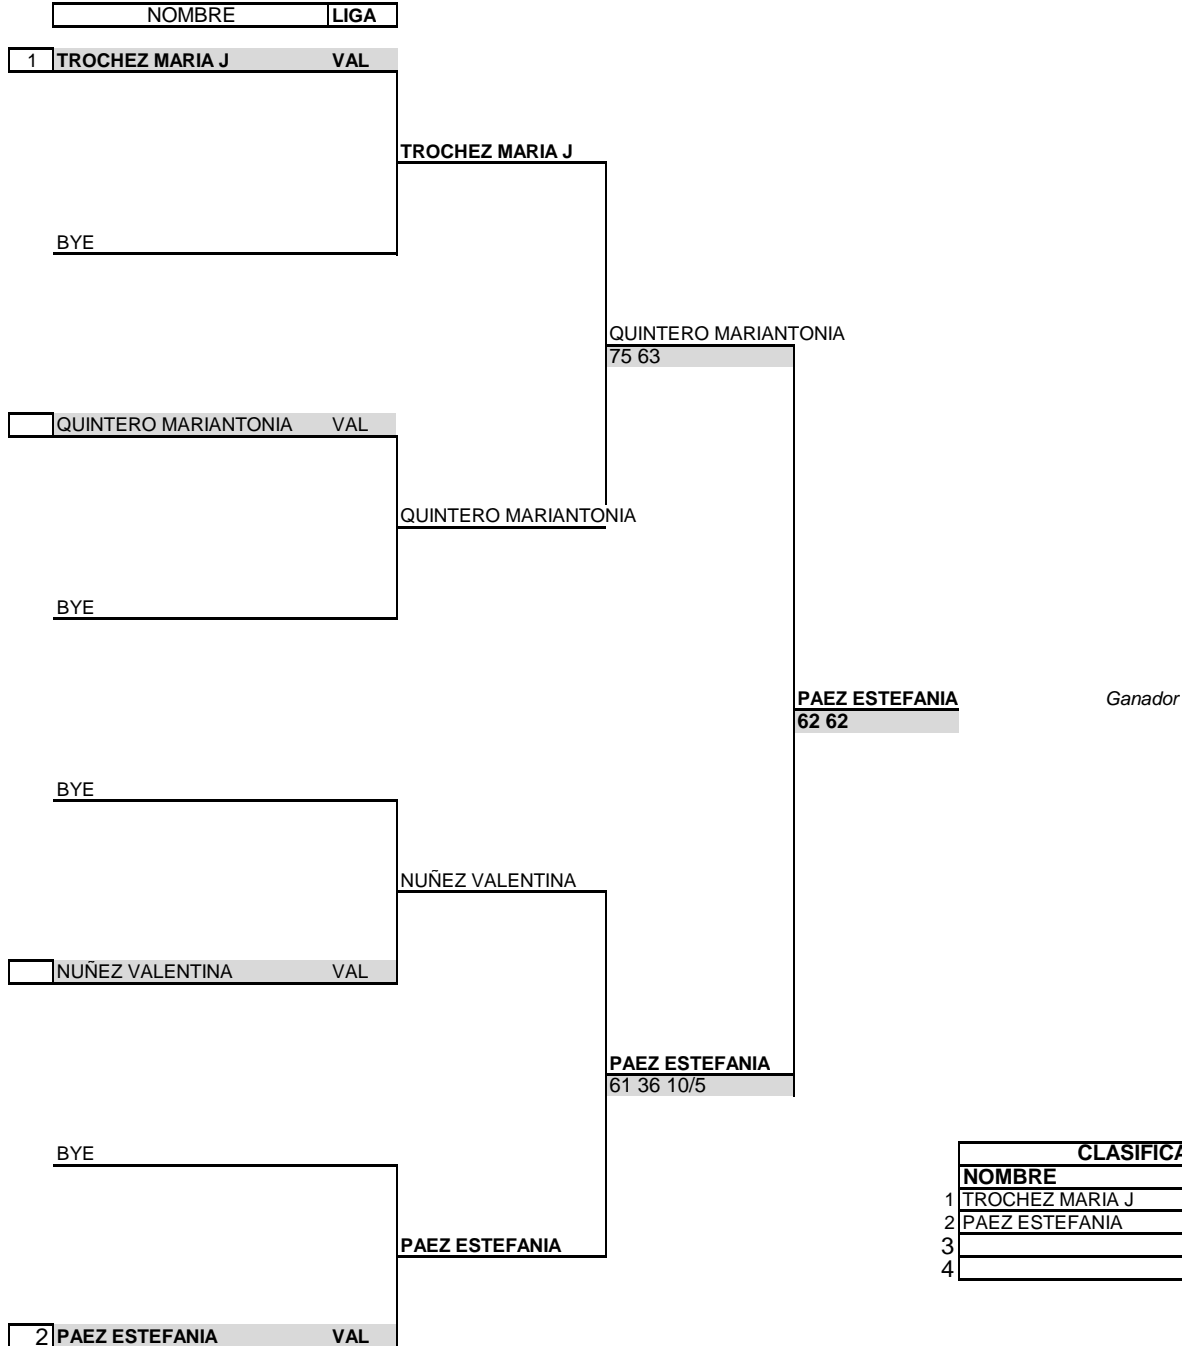 NOMBRE LIGA
1 TROCHEZ MARIA J VAL
TROCHEZ MARIA J
BYE
QUINTERO MARIANTONIA
75 63
QUINTERO MARIANTONIA VAL
QUINTERO MARIANTONIA
BYE
PAEZ ESTEFANIA Ganador
62 62
BYE
NUÑEZ VALENTINA
NUÑEZ VALENTINA VAL
PAEZ ESTEFANIA
61 36 10/5
BYE
CLASIFICA
NOMBRE
1 TROCHEZ MARIA J
2 PAEZ ESTEFANIA
PAEZ ESTEFANIA 3
4
2 PAEZ ESTEFANIA VAL